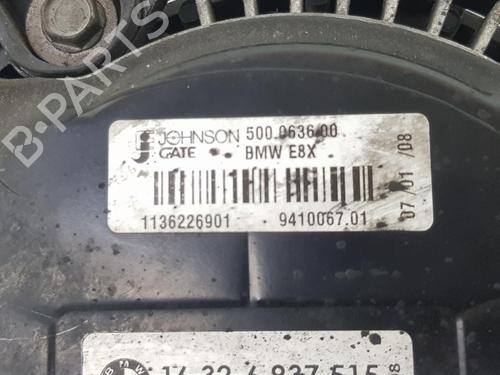 B-PARTS
JOHNSON 500.0636.00
GATE BMW E8X
1136226901 9410067.01
07/01/08